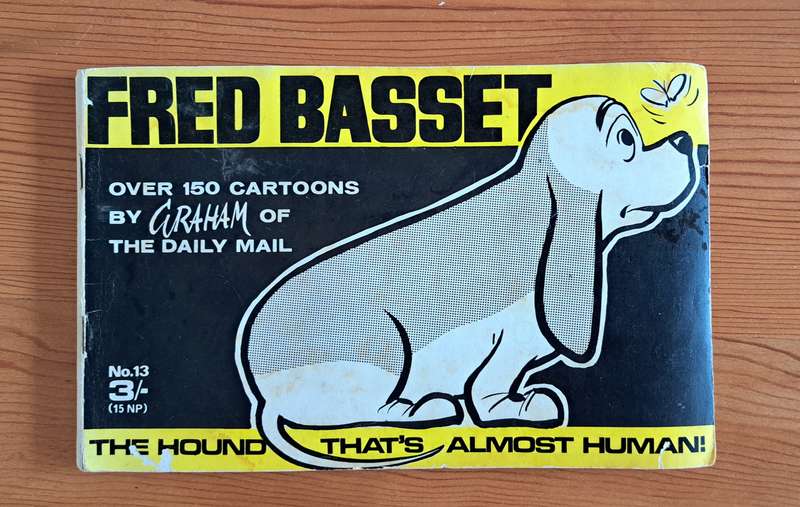 FRED BASSET
OVER 150 CARTOONS
BY GRAHAM OF
THE DAILY MAIL
No.13
3/-
(15 NP)
THE HOUND THAT'S ALMOST HUMAN!